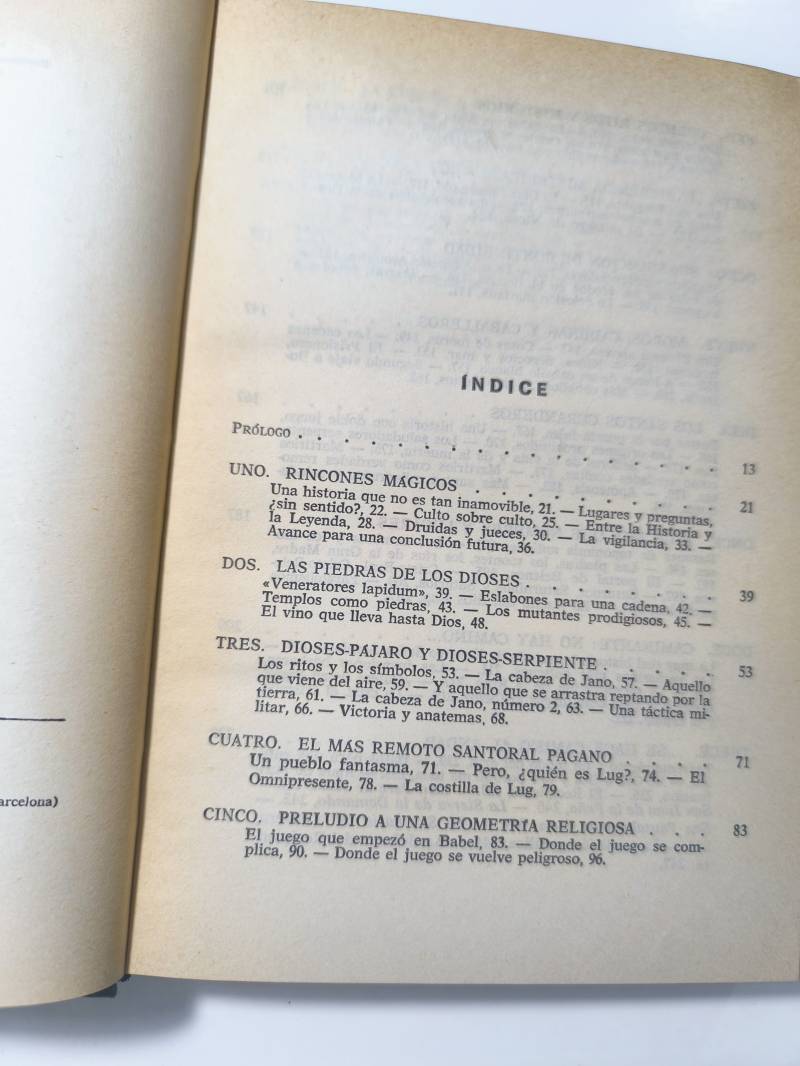 ÍNDICE
PRÓLOGO . . . . . . . . . . . . . . . . . . 13
UNO. RINCONES MÁGICOS . . . . . . . . . . 21
Una historia que no es tan inamovible, 21. — Lugares y preguntas,
¿sin sentido?, 22. — Culto sobre culto, 25. — Entre la Historia y
la Leyenda, 28. — Druidas y jueces, 30. — La vigilancia, 33. —
Avance para una conclusión futura, 36.
DOS. LAS PIEDRAS DE LOS DIOSES . . . . . . . . 39
«Veneratores lapidum», 39. — Eslabones para una cadena, 42. —
Templos como piedras, 43. — Los mutantes prodigiosos, 45. —
El vino que lleva hasta Dios, 48.
TRES. DIOSES-PÁJARO Y DIOSES-SERPIENTE . . . . . 53
Los ritos y los símbolos, 53. — La cabeza de Jano, 57. — Aquello
que viene del aire, 59. — Y aquello que se arrastra reptando por la
tierra, 61. — La cabeza de Jano, número 2, 63. — Una táctica mi-
litar, 66. — Victoria y anatemas, 68.
CUATRO. EL MÁS REMOTO SANTORAL PAGANO . . . . 71
Un pueblo fantasma, 71. — Pero, ¿quién es Lug?, 74. — El
Omnipresente, 78. — La costilla de Lug, 79.
arcelona)
CINCO. PRELUDIO A UNA GEOMETRÍA RELIGIOSA . . . 83
El juego que empezó en Babel, 83. — Donde el juego se com-
plica, 90. — Donde el juego se vuelve peligroso, 96.